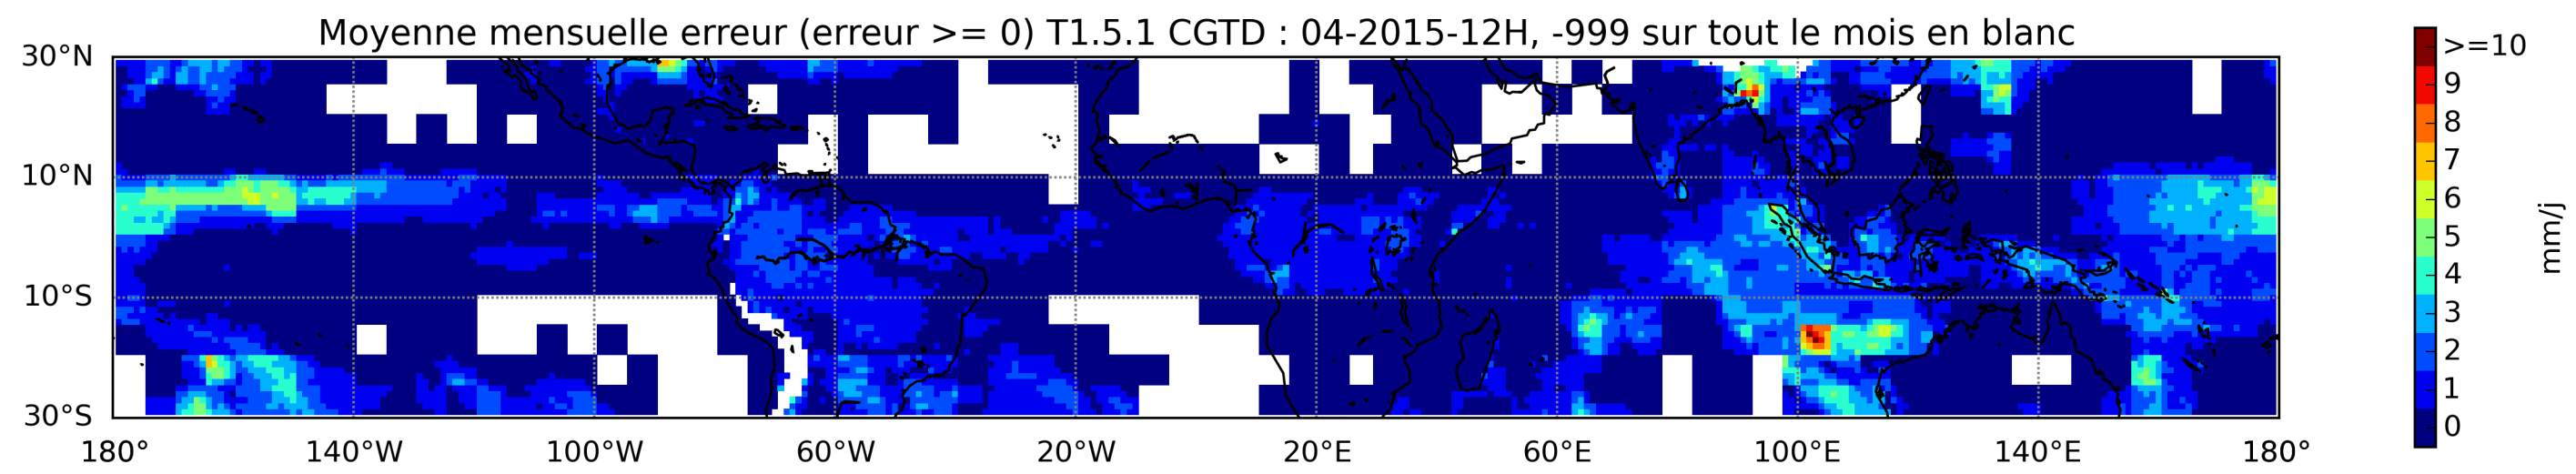 Moyenne mensuelle erreur (erreur >= 0) T1.5.1 CGTD : 04-2015-12H, -999 sur tout le mois en blanc
30°N
10°N
10°S
30°S
180° 140°W 100°W 60°W 20°W 20°E 60°E 100°E 140°E 180°
>=10
9
8
7
6
5
4
3
2
1
0
mm/j